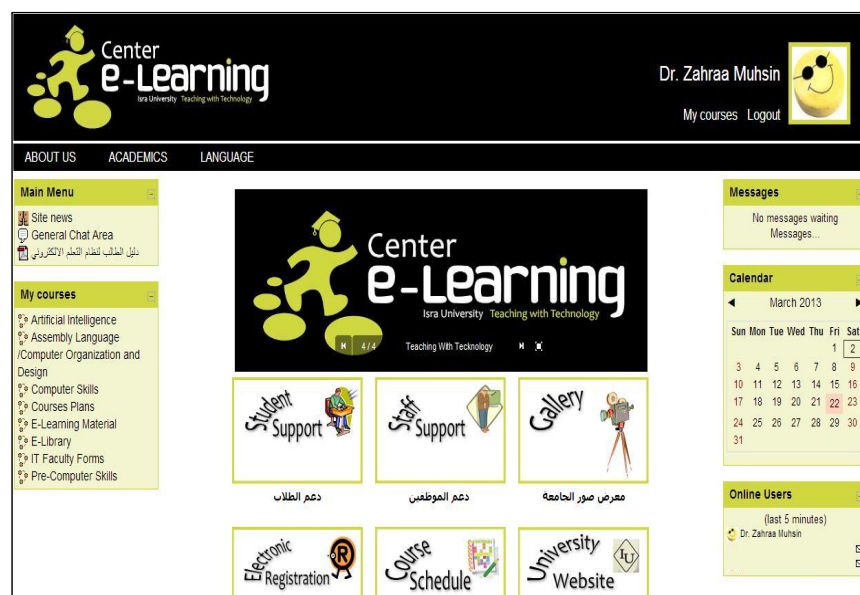 Center
e-Learning
Isra University Teaching with Technology
Dr. Zahraa Muhsin
My courses Logout
ABOUT US ACADEMICS LANGUAGE
Main Menu
Site news
General Chat Area
دليل الطالب لنظام التعلم الالكتروني
My courses
Artificial Intelligence
Assembly Language
/Computer Organization and
Design
Computer Skills
Courses Plans
E-Learning Material
E-Library
IT Faculty Forms
Pre-Computer Skills
Center
e-Learning
Isra University Teaching with Technology
4/4 Teaching With Tecknology
Student
Support
دعم الطلاب
Staff
Support
دعم الموظفين
Gallery
معرض صور الجامعة
Electronic
Registration
R
Course
Schedule
University
Website
IU
Messages
No messages waiting
Messages...
Calendar
March 2013
Sun Mon Tue Wed Thu Fri Sat
1 2
3 4 5 6 7 8 9
10 11 12 13 14 15 16
17 18 19 20 21 22 23
24 25 26 27 28 29 30
31
Online Users
(last 5 minutes)
Dr. Zahraa Muhsin